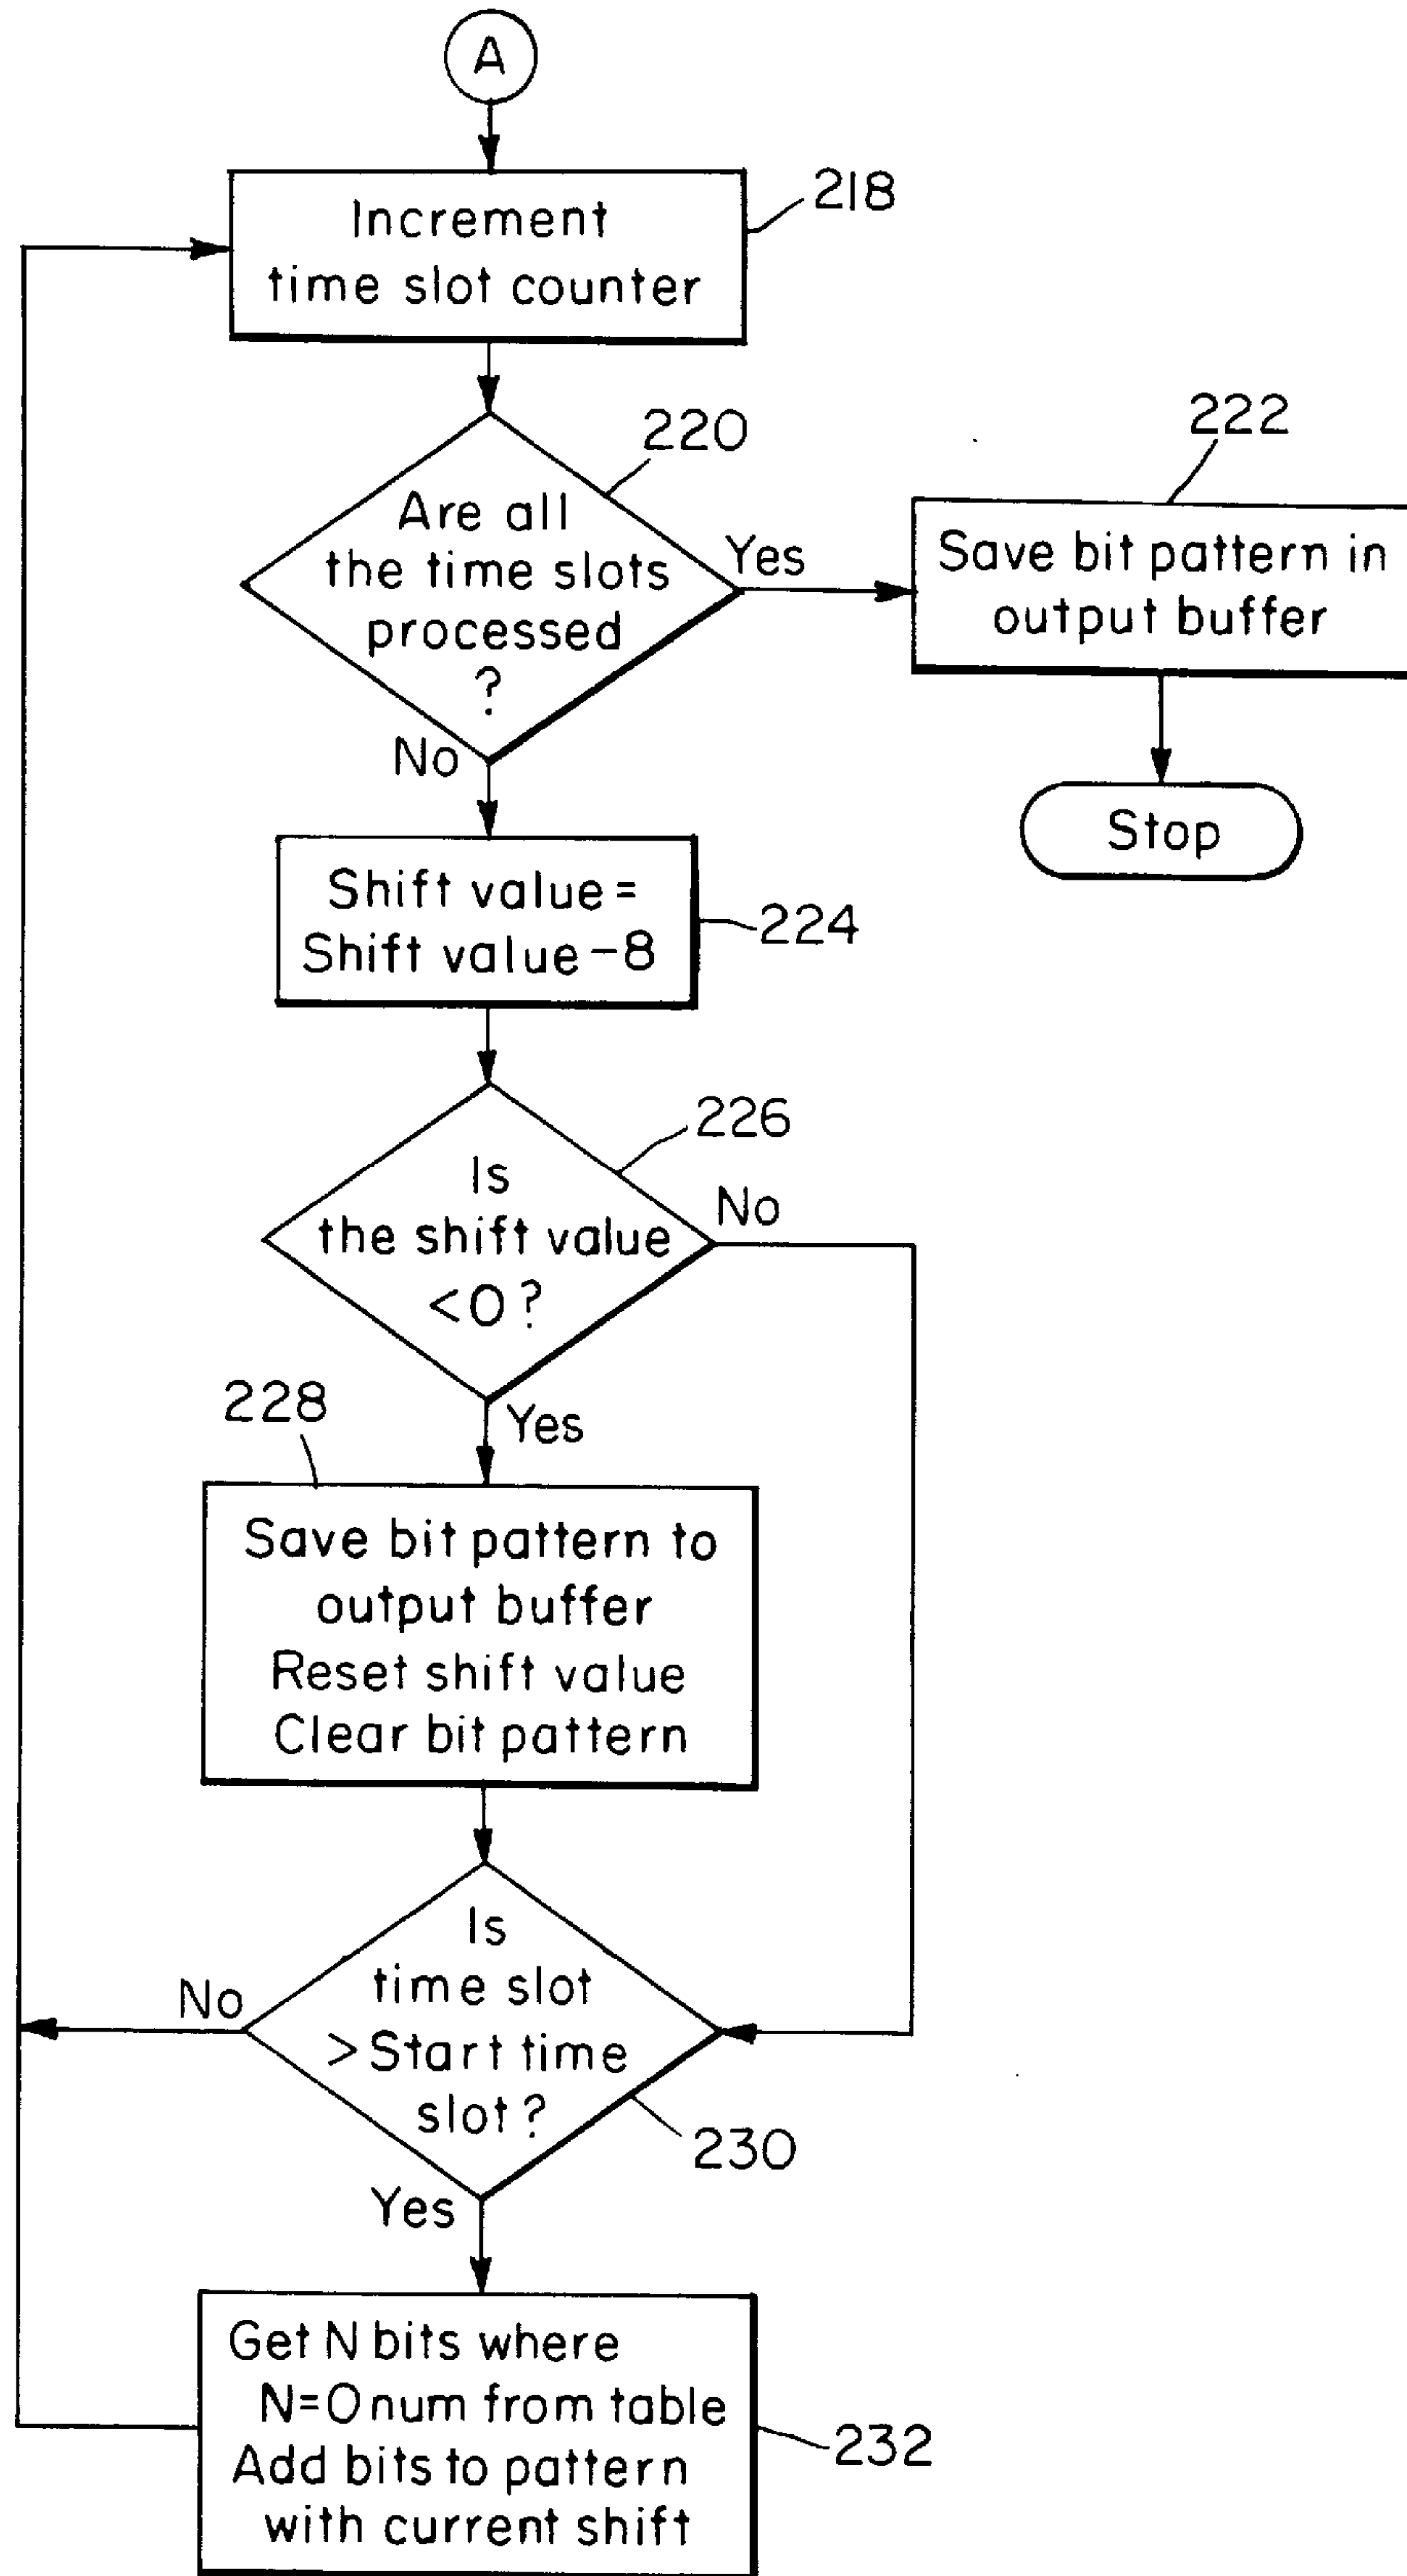 A
Increment
time slot counter
218
Are all
the time slots
processed
?
220
Yes
No
222
Save bit pattern in
output buffer
Stop
Shift value=
Shift value-8
224
Is
the shift value
<0?
226
No
Yes
228
Save bit pattern to
output buffer
Reset shift value
Clear bit pattern
Is
time slot
>Start time
slot?
No
230
Yes
Get N bits where
N=0num from table
Add bits to pattern
with current shift
232